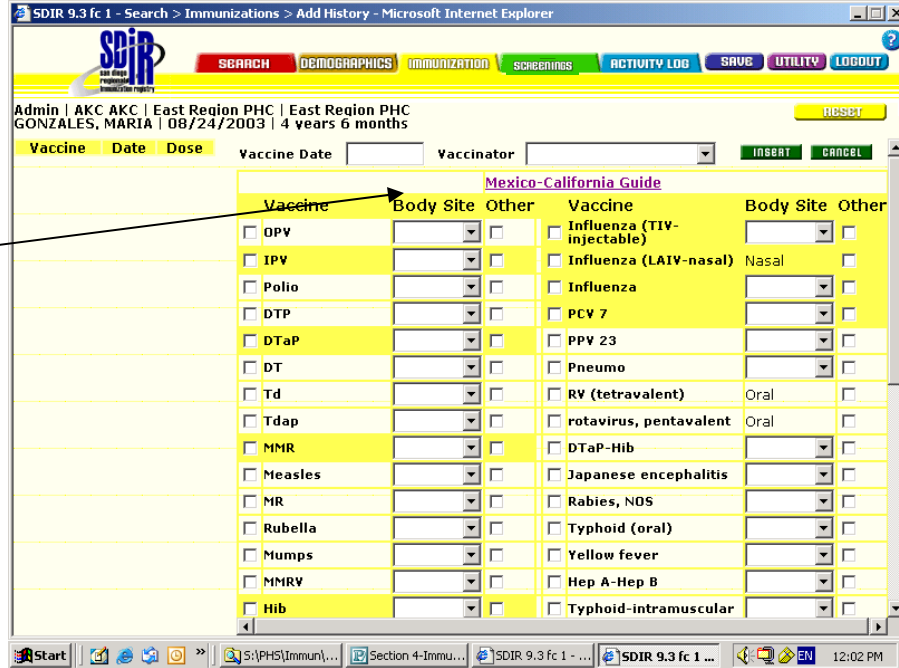 SDIR 9.3 fc 1 - Search > Immunizations > Add History - Microsoft Internet Explorer
SDIR
san diego
regional
immunization registry
SEARCH DEMOGRAPHICS IMMUNIZATION SCREENINGS ACTIVITY LOG SAVE UTILITY LOGOUT
?
Admin | AKC AKC | East Region PHC | East Region PHC
GONZALES, MARIA | 08/24/2003 | 4 years 6 months
RESET
Vaccine Date Dose
Vaccine Date Vaccinator INSERT CANCEL
Mexico-California Guide
Vaccine Body Site Other Vaccine Body Site Other
OPV Influenza (TIV-
injectable)
IPV Influenza (LAIV-nasal) Nasal
Polio Influenza
DTP PCV 7
DTaP PPV 23
DT Pneumo
Td RV (tetravalent) Oral
Tdap rotavirus, pentavalent Oral
MMR DTaP-Hib
Measles Japanese encephalitis
MR Rabies, NOS
Rubella Typhoid (oral)
Mumps Yellow fever
MMRV Hep A-Hep B
Hib Typhoid-intramuscular
Start » S:\PHS\Immun\... Section 4-Immu... SDIR 9.3 fc 1 - ... SDIR 9.3 fc 1 ... EN 12:02 PM